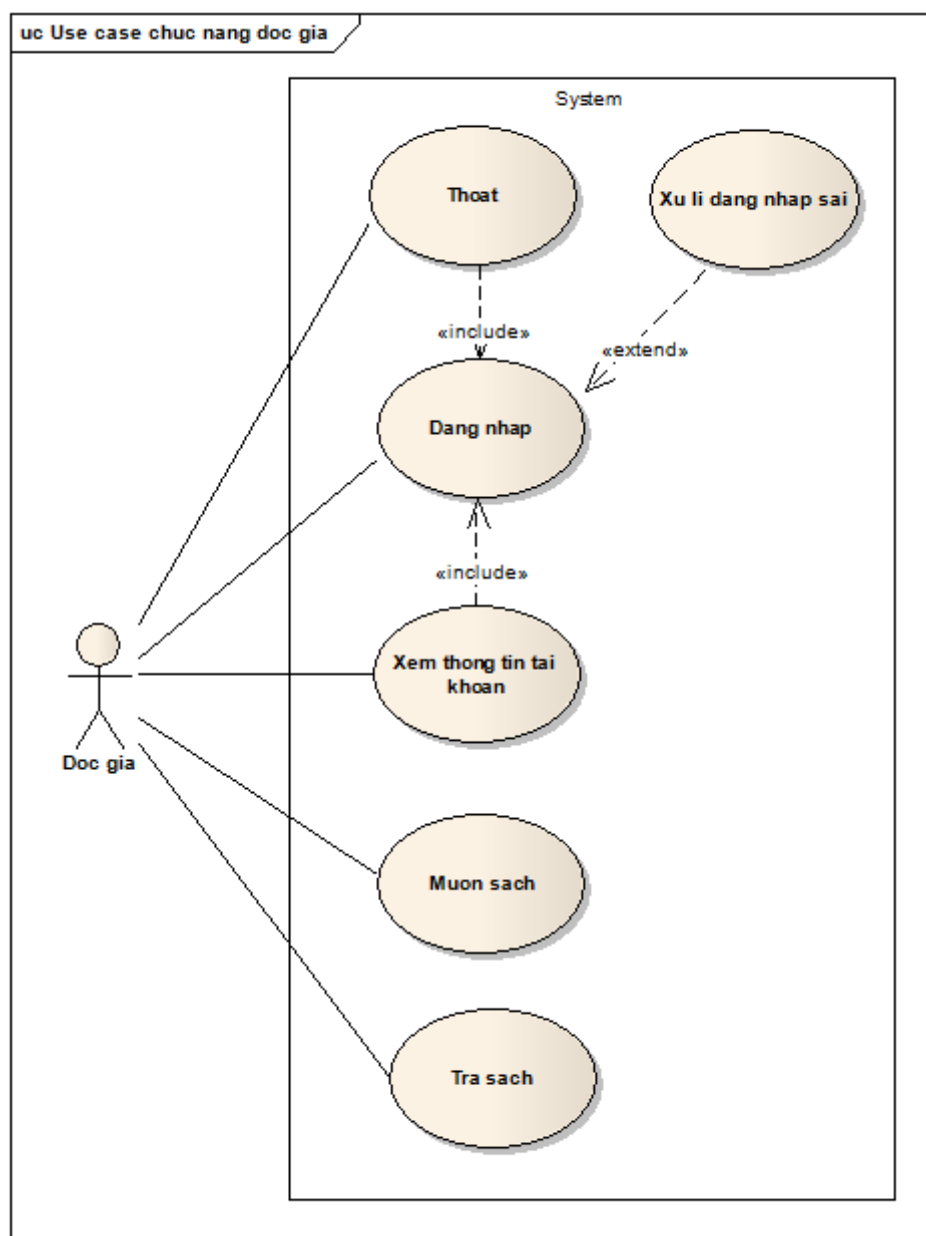 uc Use case chuc nang doc gia
System
Thoat
Xu li dang nhap sai
«include»
«extend»
Dang nhap
«include»
Xem thong tin tai
khoan
Doc gia
Muon sach
Tra sach